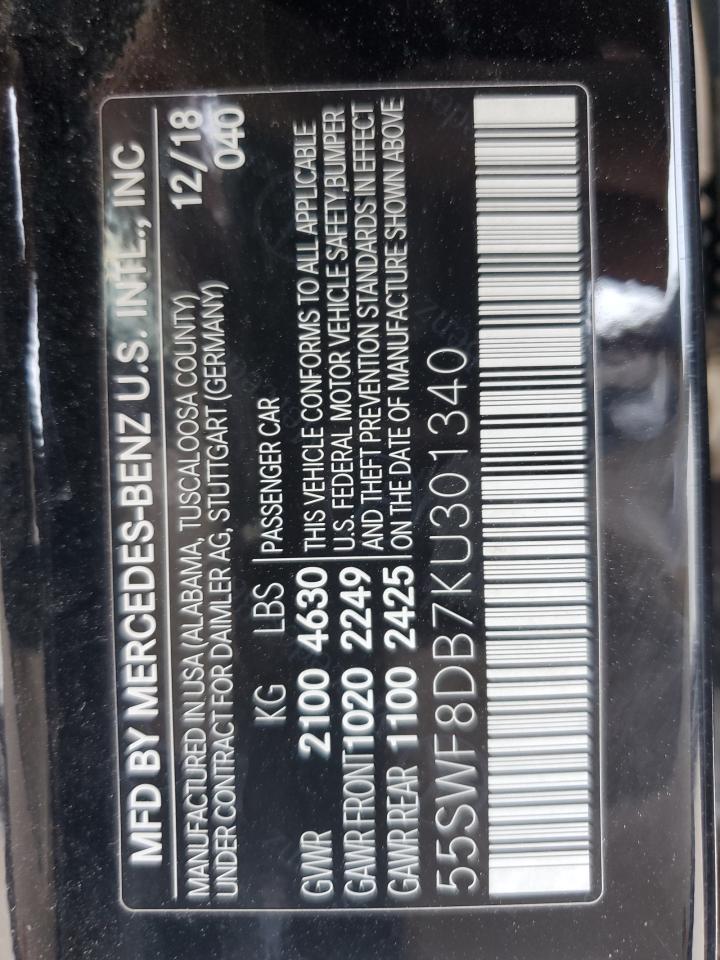 MFD BY MERCEDES-BENZ U.S. INTL., INC
MANUFACTURED IN USA (ALABAMA, TUSCALOOSA COUNTY) 12/18
UNDER CONTRACT FOR DAIMLER AG, STUTTGART (GERMANY) 040
KG LBS PASSENGER CAR
GVWR 2100 4630 THIS VEHICLE CONFORMS TO ALL APPLICABLE
U.S. FEDERAL MOTOR VEHICLE SAFETY,BUMPER
GAWR FRONT 1020 2249 AND THEFT PREVENTION STANDARDS IN EFFECT
GAWR REAR 1100 2425 ON THE DATE OF MANUFACTURE SHOWN ABOVE
55SWF8DB7KU301340